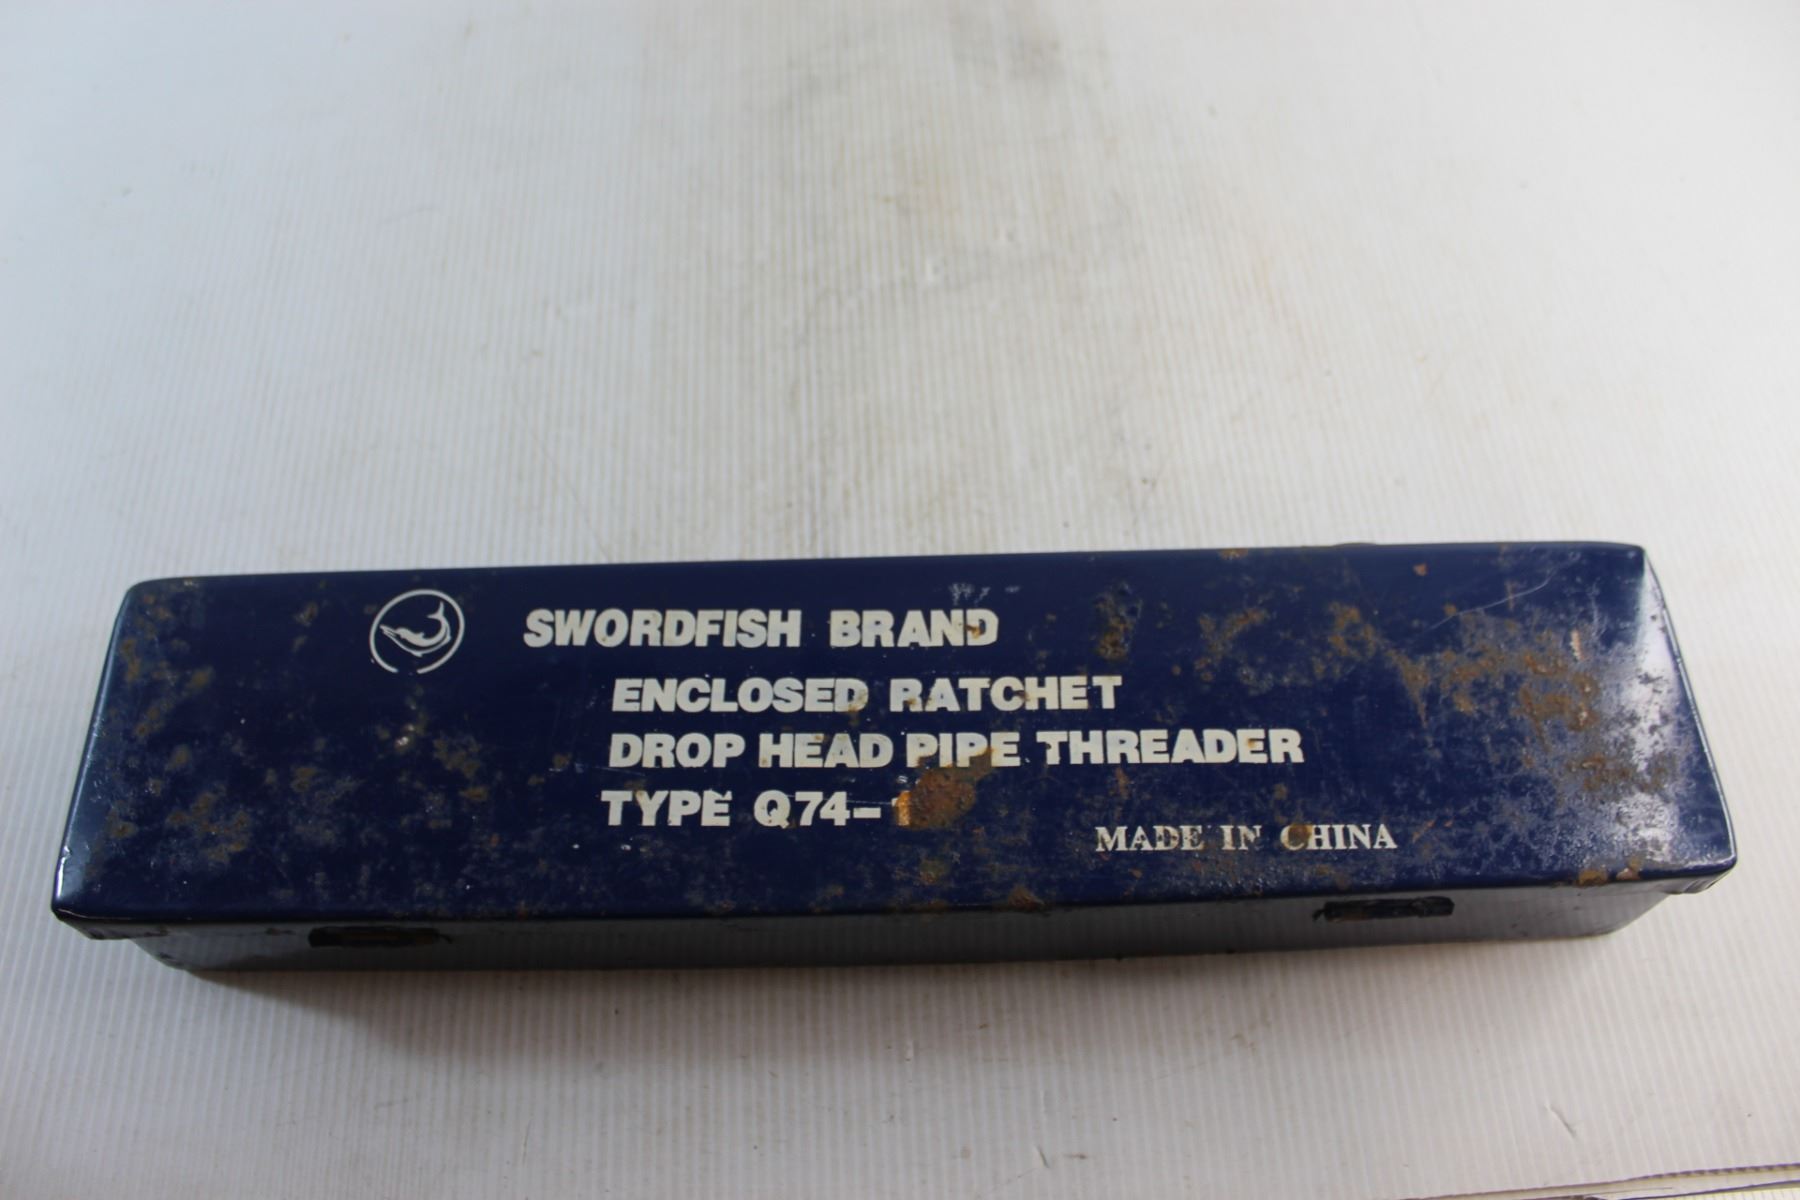 SWORDFISH BRAND
ENCLOSED RATCHET
DROP HEAD PIPE THREADER
TYPE Q74-
MADE IN CHINA